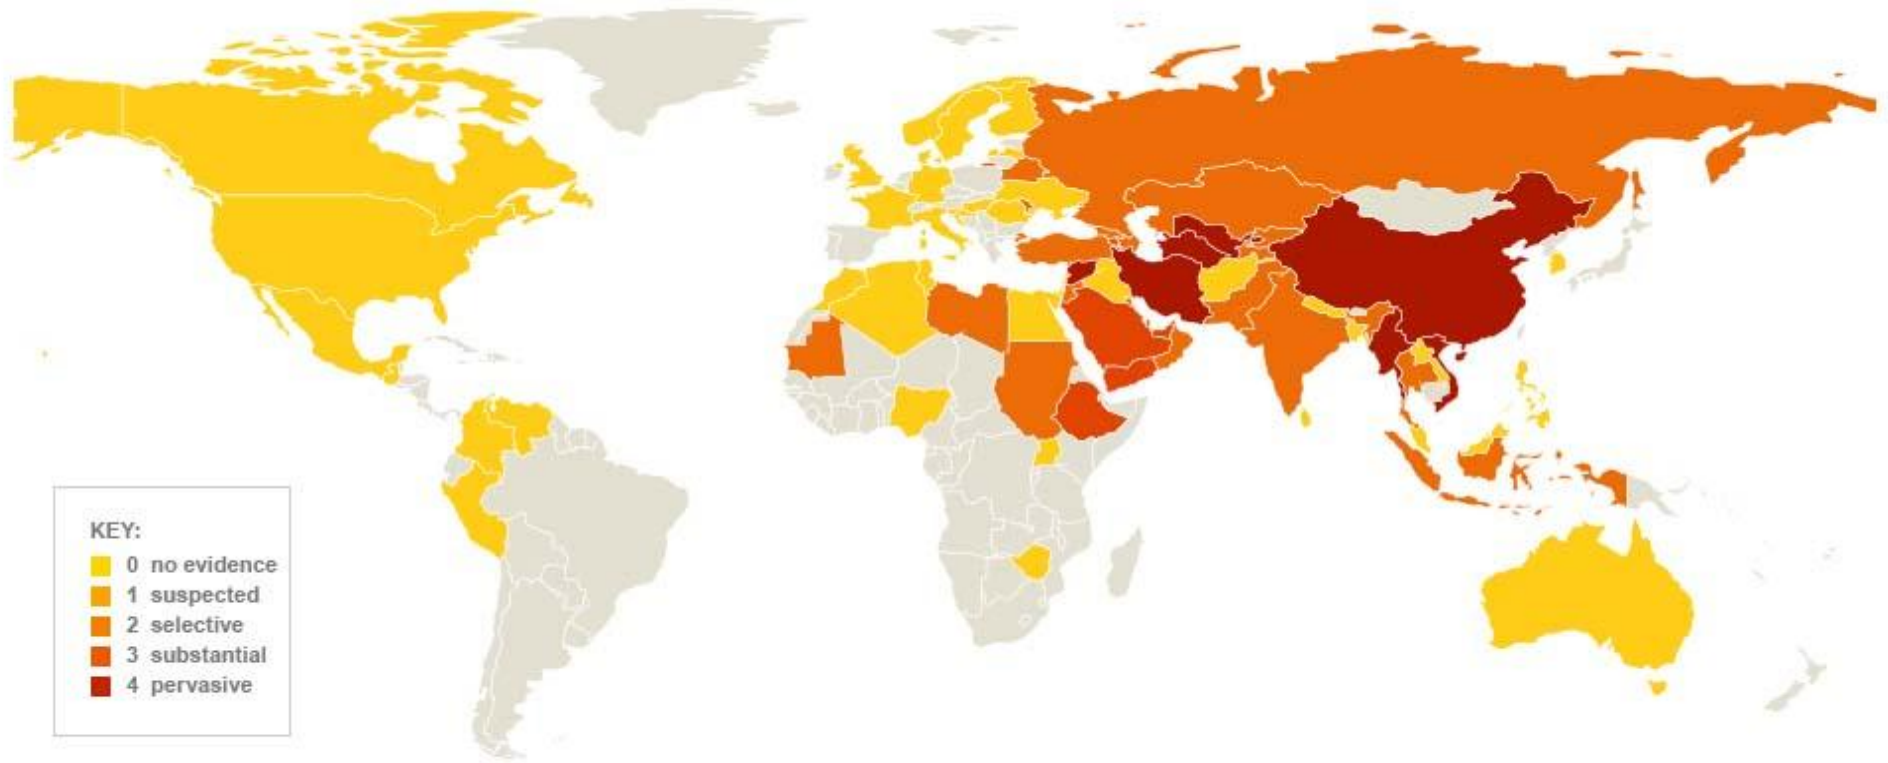 KEY:
0 no evidence
1 suspected
2 selective
3 substantial
4 pervasive